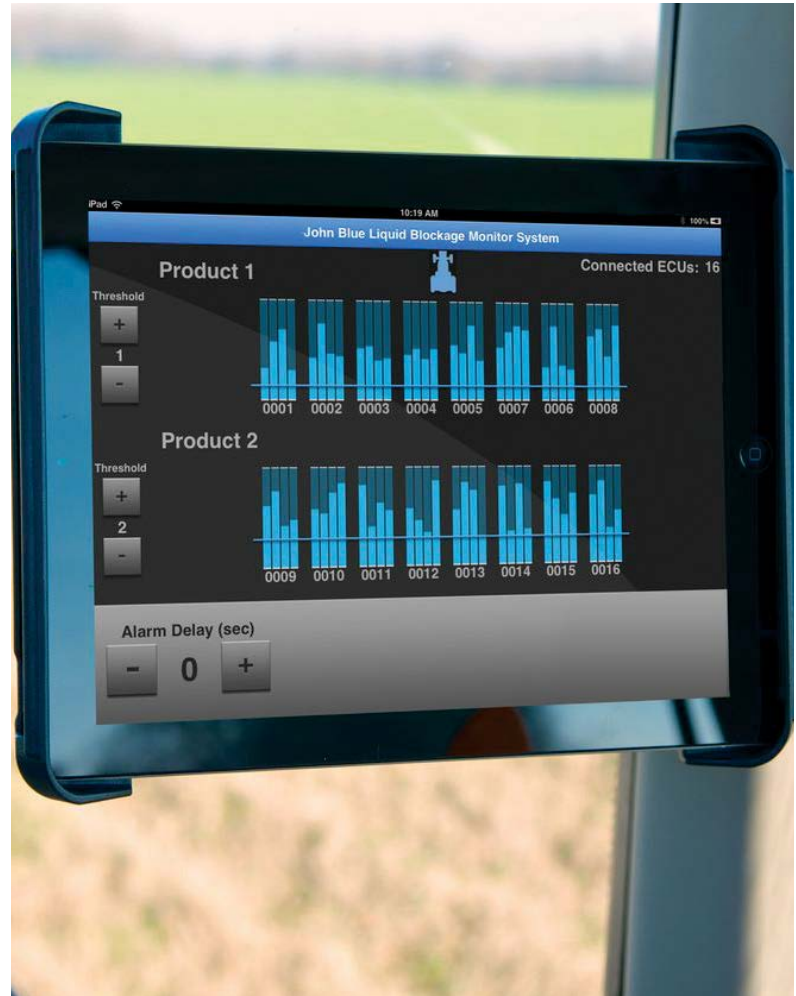 iPad
10:19 AM
100%
John Blue Liquid Blockage Monitor System
Product 1
Connected ECUs: 16
Threshold
+
1
-
0001 0002 0003 0004 0005 0007 0006 0008
Product 2
Threshold
+
2
-
0009 0010 0011 0012 0013 0014 0015 0016
Alarm Delay (sec)
- 0 +